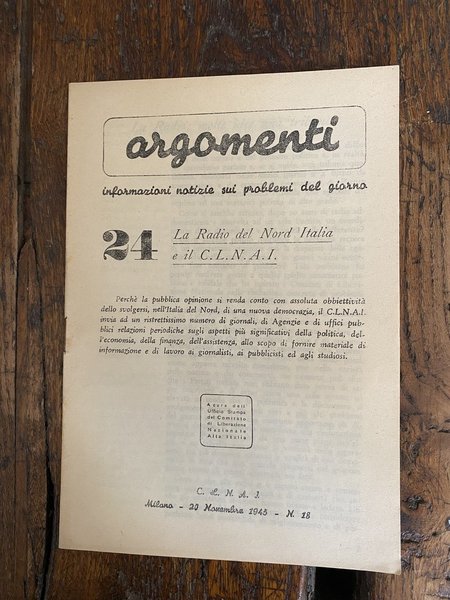 argomenti
informazioni notizie sui problemi del giorno
24
La Radio del Nord Italia
e il C.L.N.A.I.
Perchè la pubblica opinione si renda conto con assoluta obbiettività
dello svolgersi, nell'Italia del Nord, di una nuova democrazia, il C.L.N.A.I.
invia ad un ristrettissimo numero di giornali, di Agenzie e di uffici pub-
blici relazioni periodiche sugli aspetti più significativi della politica, del-
l'economia, della finanza, dell'assistenza, allo scopo di fornire materiale di
informazione e di lavoro ai giornalisti, ai pubblicisti ed agli studiosi.
A cura dell'
Ufficio Stampa
del Comitato
di Liberazione
Nazionale
Alta Italia
C. L. N. A. I.
Milano - 20 Novembre 1945 - N. 18